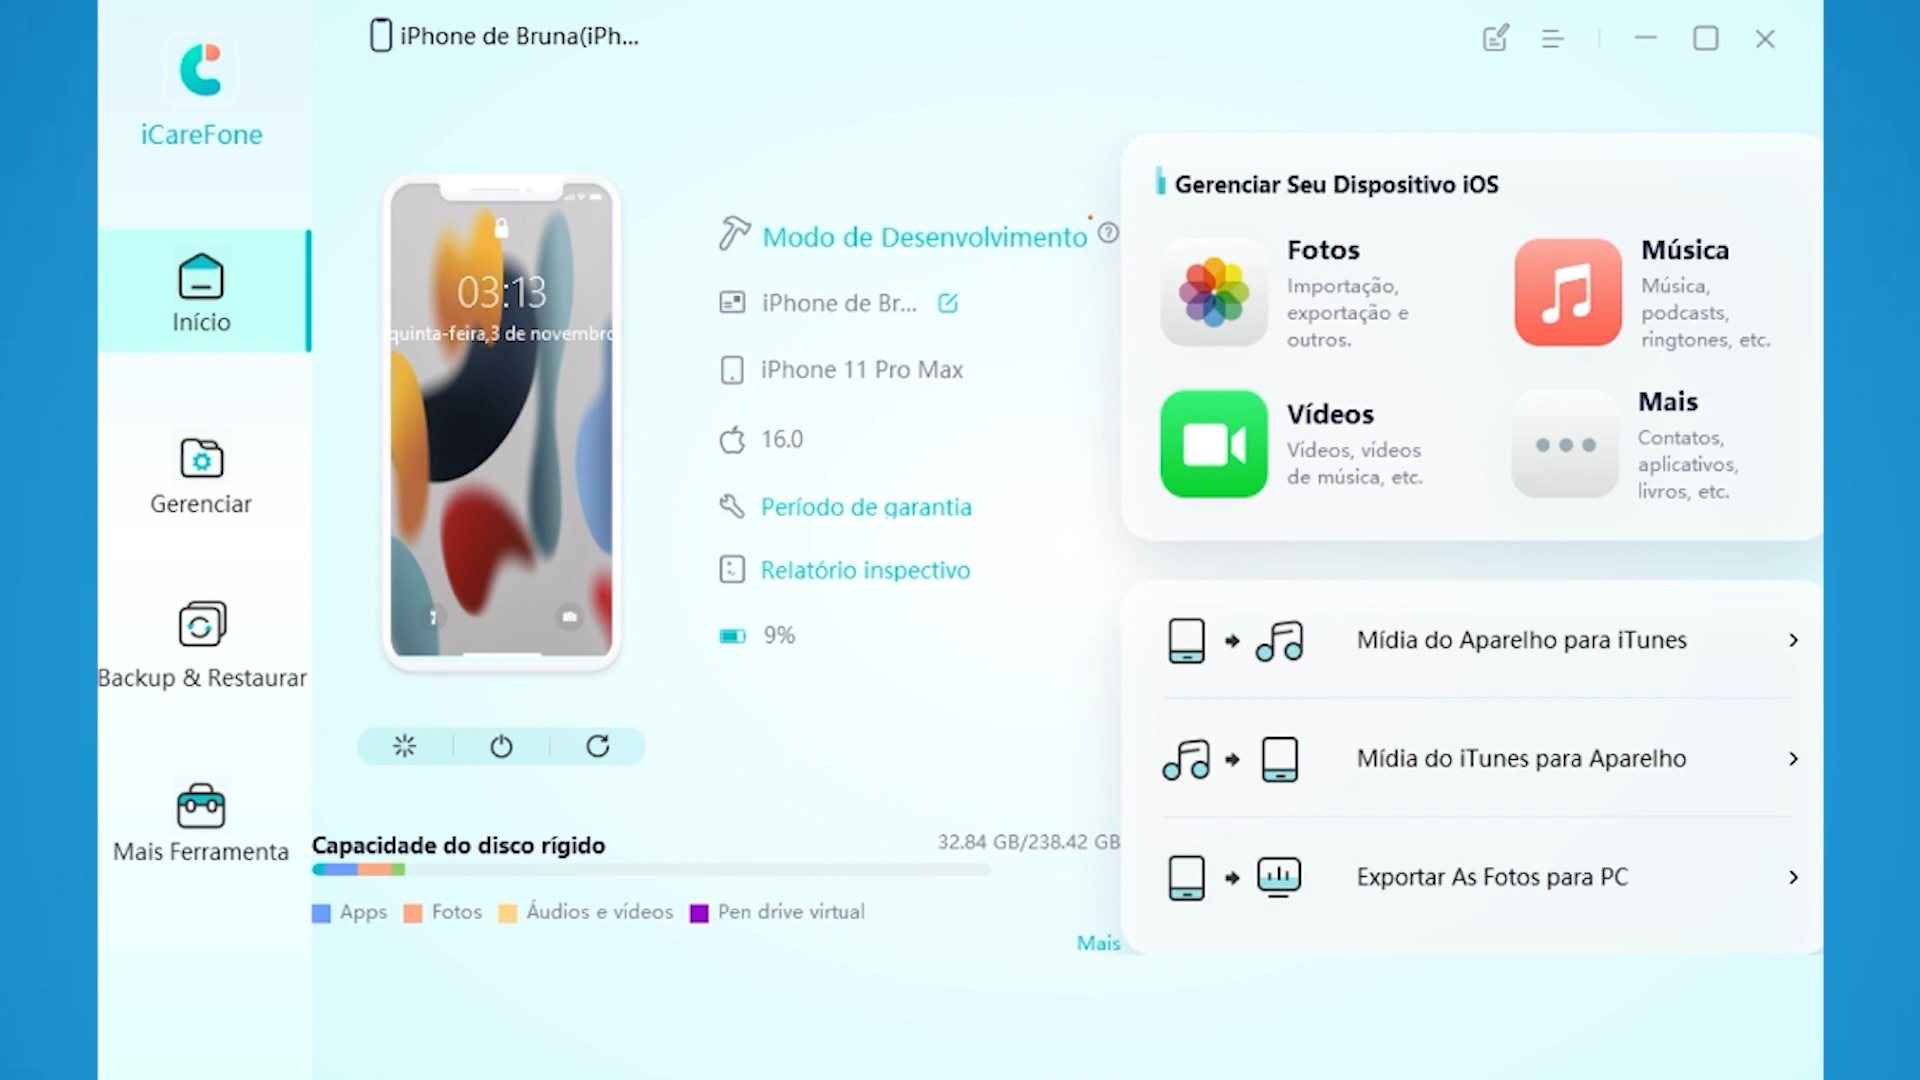 iPhone de Bruna(iPh...
iCareFone
Início
Gerenciar
Backup & Restaurar
Mais Ferramenta
03:13
quinta-feira,3 de novembro
Modo de Desenvolvimento
iPhone de Br...
iPhone 11 Pro Max
16.0
Período de garantia
Relatório inspectivo
9%
Capacidade do disco rígido
32.84 GB/238.42 GB
Apps
Fotos
Áudios e vídeos
Pen drive virtual
Mais
Gerenciar Seu Dispositivo iOS
Fotos
Importação,
exportação e
outros.
Música
Música,
podcasts,
ringtones, etc.
Vídeos
Vídeos, vídeos
de música, etc.
Mais
Contatos,
aplicativos,
livros, etc.
Mídia do Aparelho para iTunes
Mídia do iTunes para Aparelho
Exportar As Fotos para PC